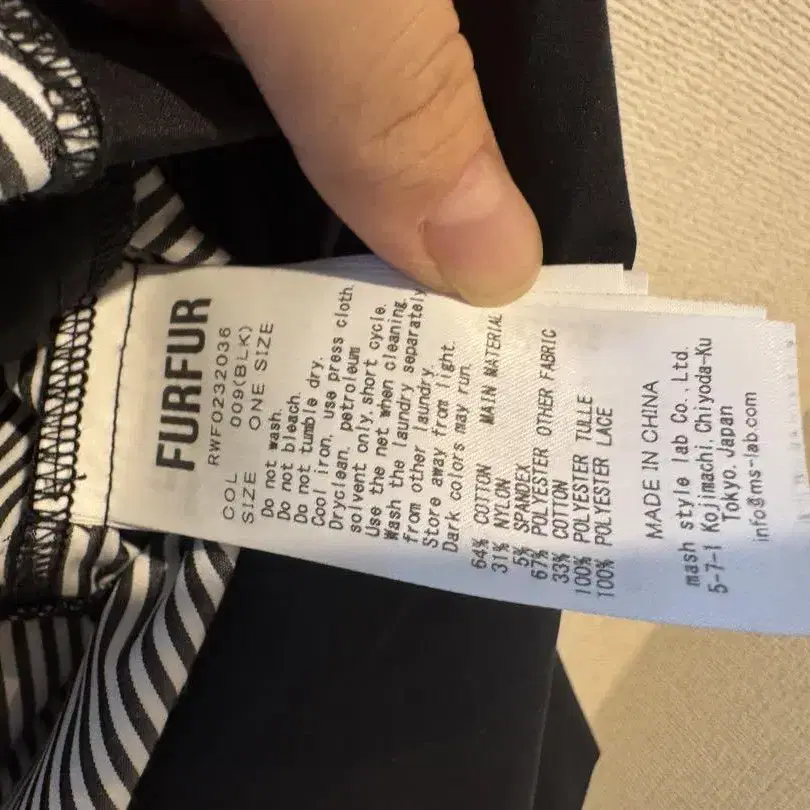 FURFUR
RWF0232036
COL 009(BLK)
SIZE ONE SIZE
Do not wash.
Do not bleach.
Do not tumble dry.
Cool iron, use press cloth.
Dryclean, petroleum
solvent only, short cycle.
Use the net when cleaning.
Wash the laundry separately
from other laundry.
Store away from light.
Dark colors may run.
64% COTTON MAIN MATERIAL
31% NYLON
5% SPANDEX
67% POLYESTER OTHER FABRIC
33% COTTON
100% POLYESTER TULLE
100% POLYESTER LACE
MADE IN CHINA
mash style lab Co., Ltd.
5-7-1 Kojimachi, Chiyoda-Ku
Tokyo, Japan
info@ms-lab.com